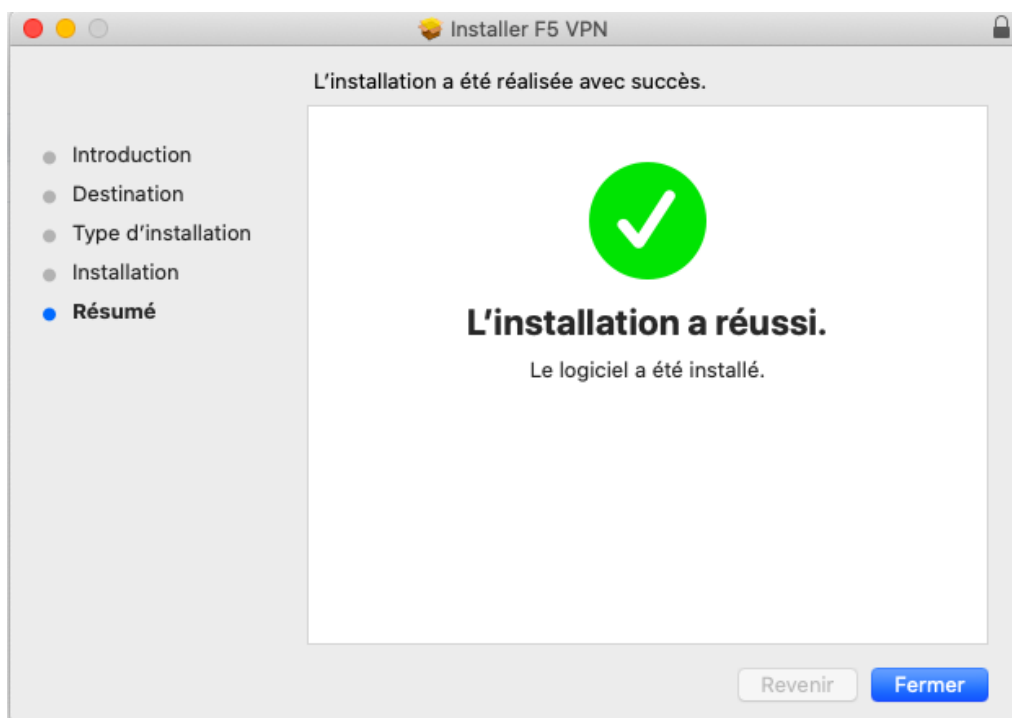 Installer F5 VPN
L’installation a été réalisée avec succès.
Introduction
Destination
Type d’installation
Installation
Résumé
L’installation a réussi.
Le logiciel a été installé.
Revenir
Fermer